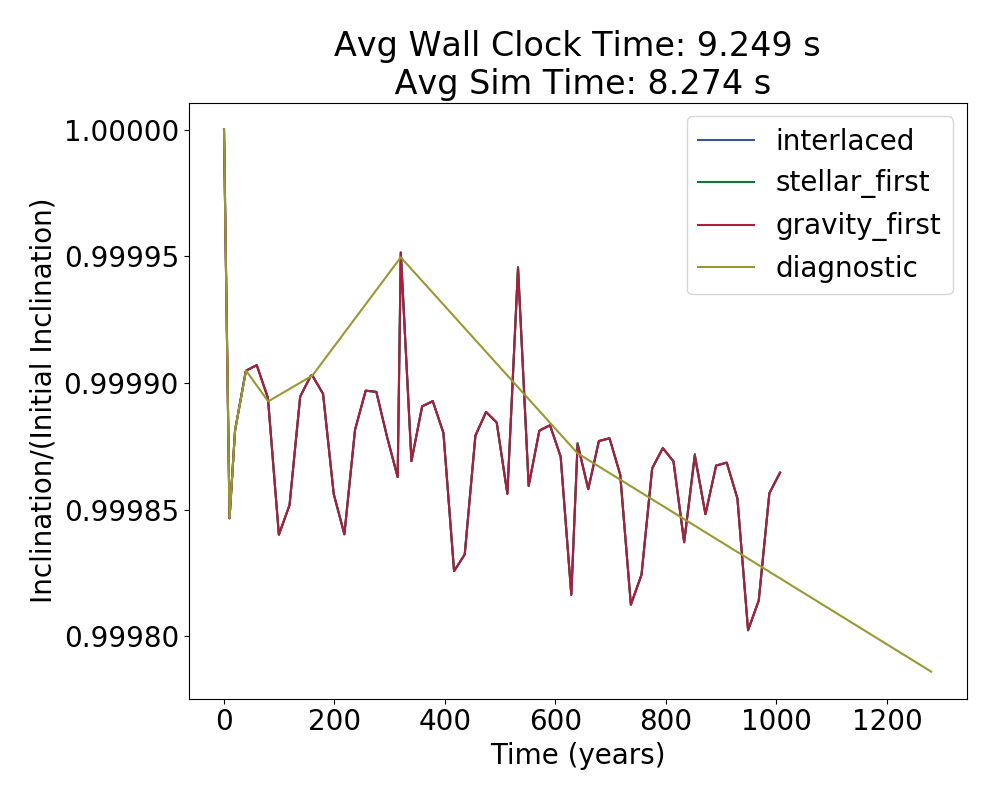 Avg Wall Clock Time: 9.249 s
Avg Sim Time: 8.274 s
1.00000
0.99995
0.99990
0.99985
0.99980
Inclination/(Initial Inclination)
interlaced
stellar_first
gravity_first
diagnostic
0 200 400 600 800 1000 1200
Time (years)